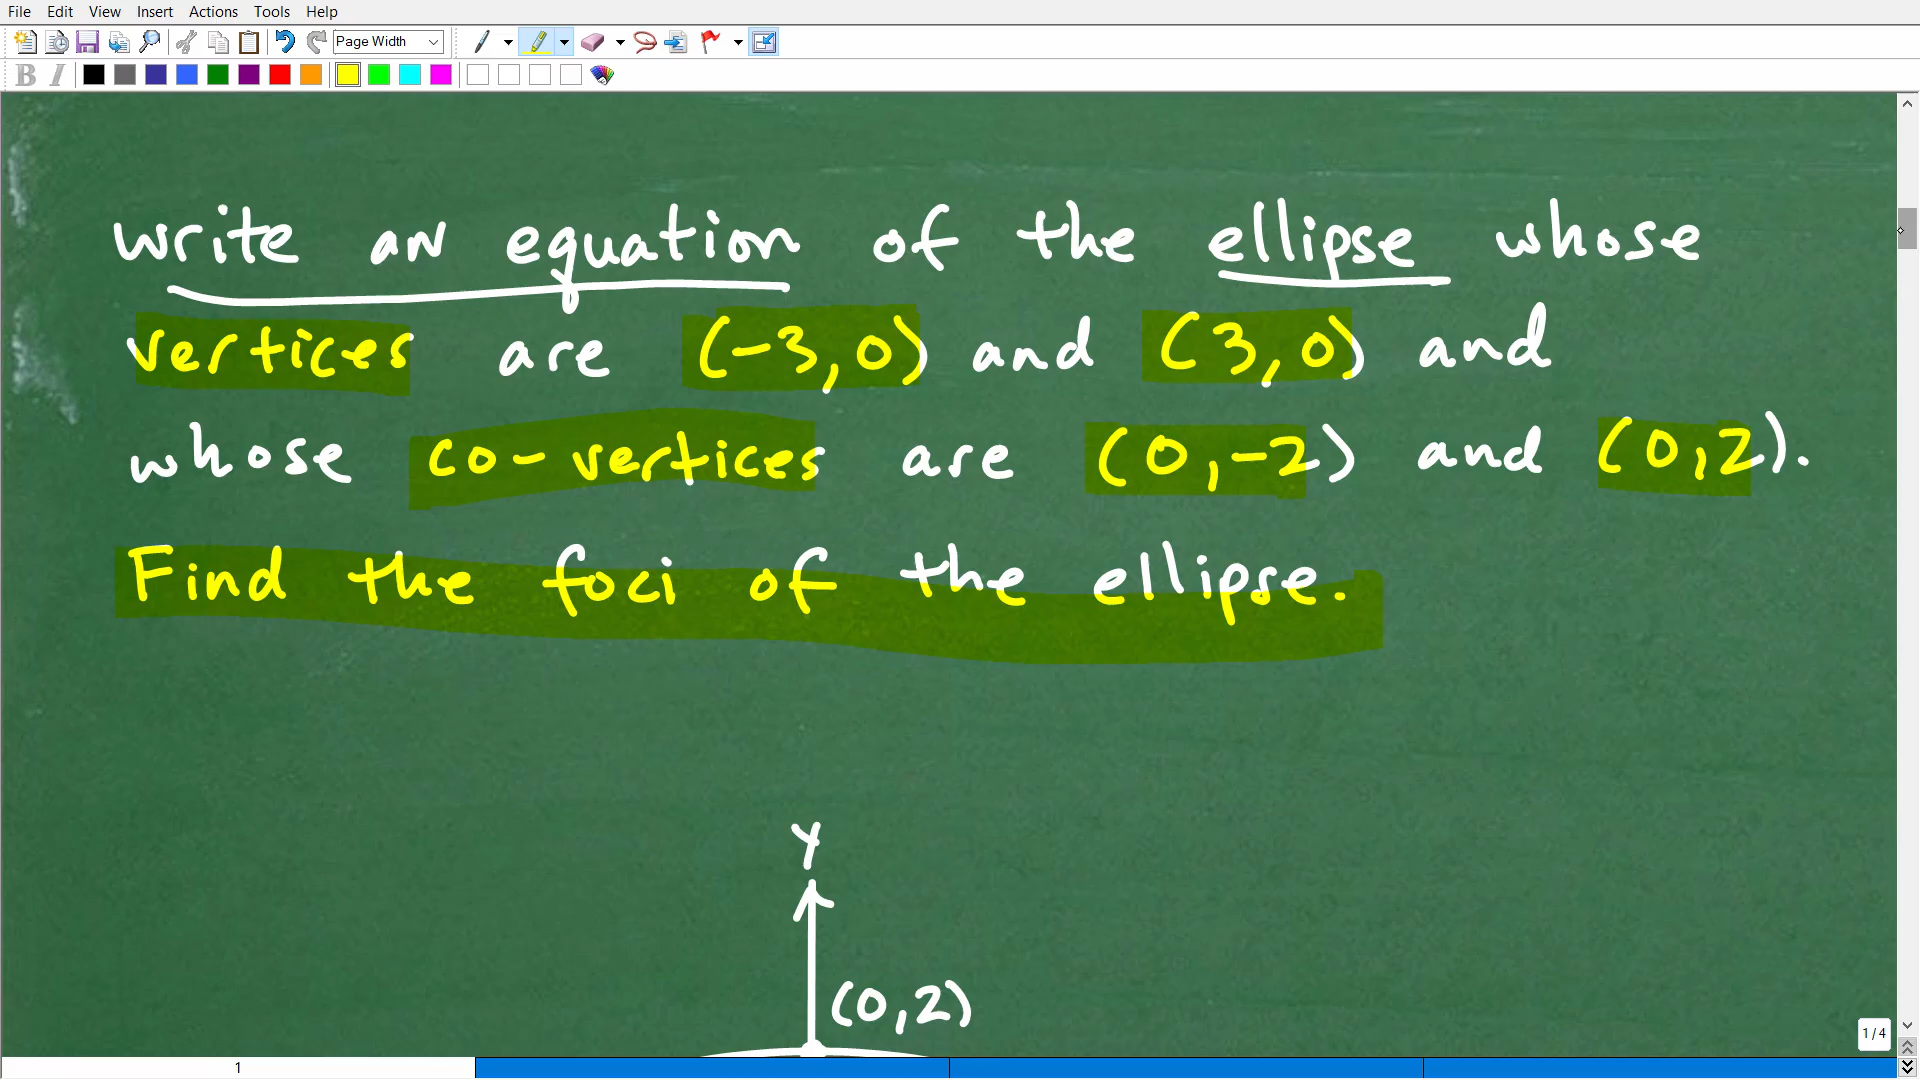 File Edit View Insert Actions Tools Help
Page Width
B I
write an equation of the ellipse whose
vertices are (-3,0) and (3,0) and
whose co-vertices are (0,-2) and (0,2).
Find the foci of the ellipse.
Y
(0,2)
1 / 4
1